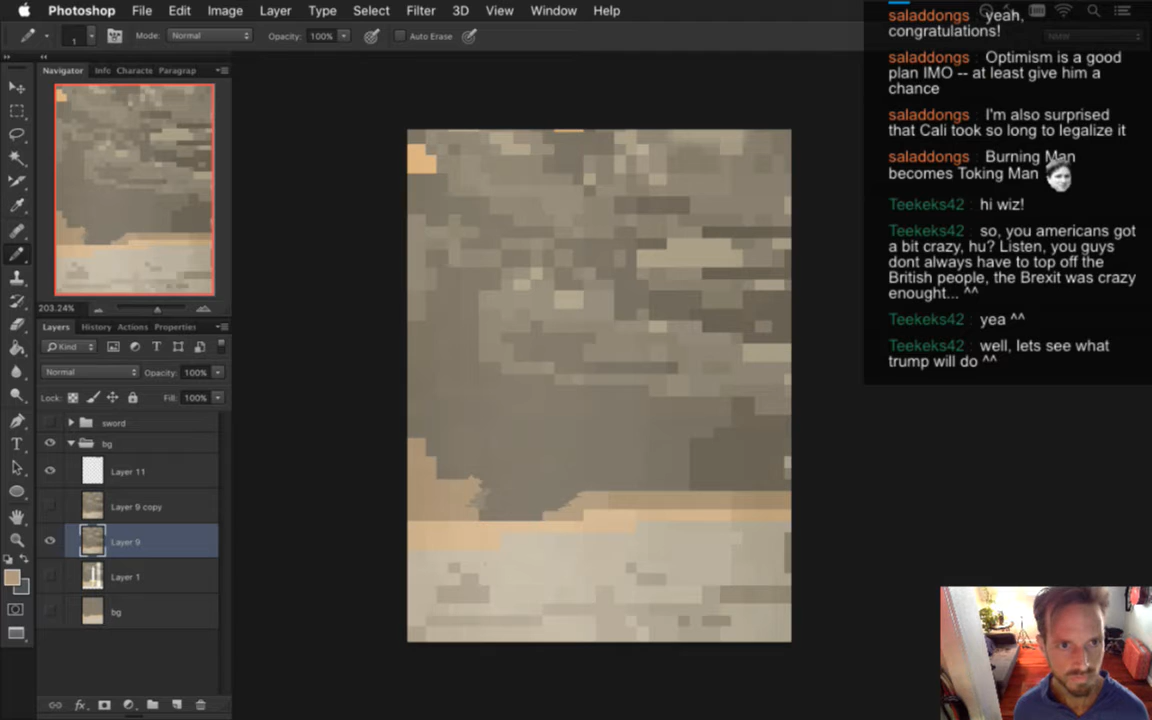 Photoshop File Edit Image Layer Type Select Filter 3D View Window Help
1 Mode: Normal Opacity: 100% Auto Erase
Navigator Info Characte Paragrap
203.24%
Layers History Actions Properties
Kind
Normal Opacity: 100%
Lock: Fill: 100%
sword
bg
Layer 11
Layer 9 copy
Layer 9
Layer 1
bg
fx
saladdongs : yeah,
congratulations!
saladdongs : Optimism is a good
plan IMO -- at least give him a
chance
saladdongs : I'm also surprised
that Cali took so long to legalize it
saladdongs : Burning Man
becomes Toking Man
Teekeks42 : hi wiz!
Teekeks42 : so, you americans got
a bit crazy, hu? Listen, you guys
dont always have to top off the
British people, the Brexit was crazy
enought... ^^
Teekeks42 : yea ^^
Teekeks42 : well, lets see what
trump will do ^^